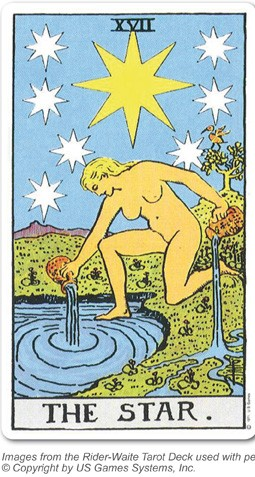 XVII
THE STAR.
Images from the Rider-Waite Tarot Deck used with pe
© Copyright by US Games Systems, Inc.